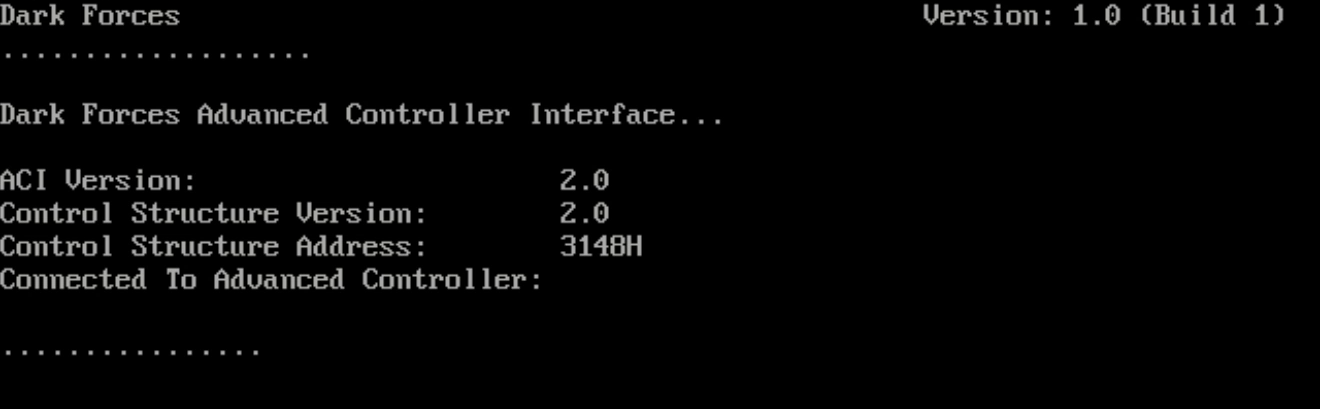 Dark Forces Version: 1.0 (Build 1)
...................
Dark Forces Advanced Controller Interface...
ACI Version: 2.0
Control Structure Version: 2.0
Control Structure Address: 3148H
Connected To Advanced Controller:
................